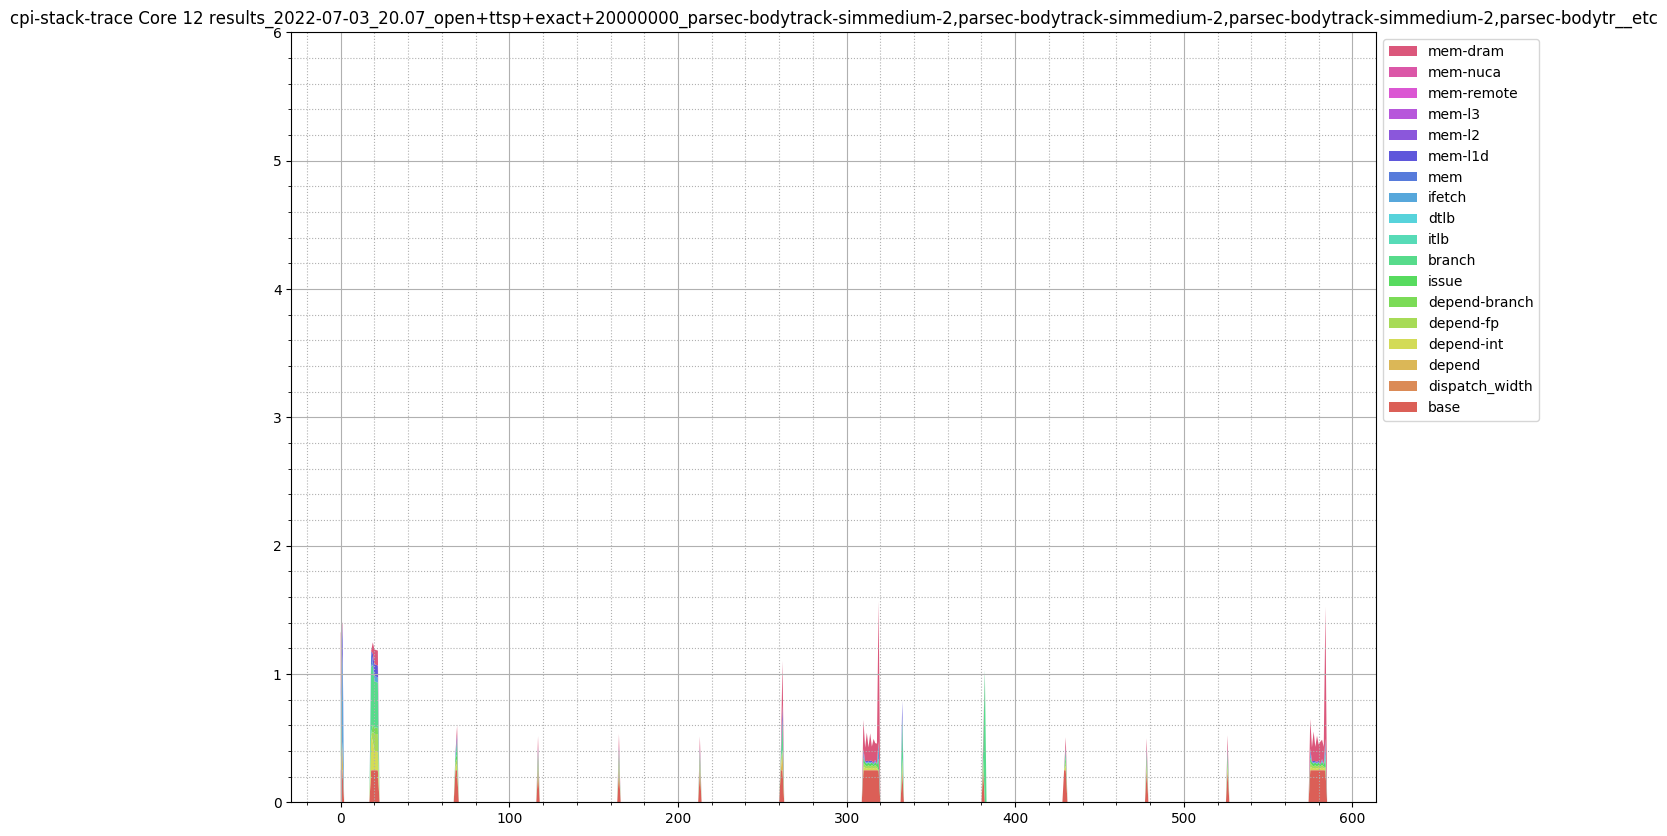 cpi-stack-trace Core 12 results_2022-07-03_20.07_open+ttsp+exact+20000000_parsec-bodytrack-simmedium-2,parsec-bodytrack-simmedium-2,parsec-bodytrack-simmedium-2,parsec-bodytr__etc
6
5
4
3
2
1
0
0 100 200 300 400 500 600
mem-dram
mem-nuca
mem-remote
mem-l3
mem-l2
mem-l1d
mem
ifetch
dtlb
itlb
branch
issue
depend-branch
depend-fp
depend-int
depend
dispatch_width
base